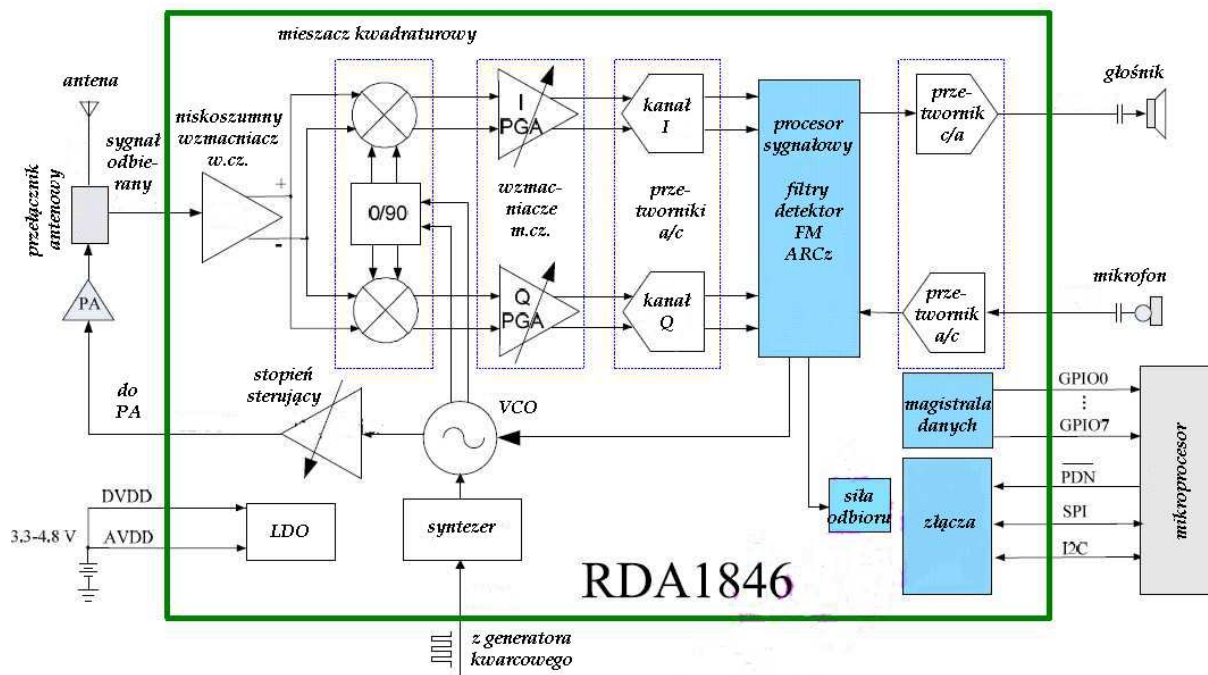 mieszacz kwadraturowy
antena
sygnał
odbie-
rany
przełącznik
antenowy
niskoszumny
wzmacniacz
w.cz.
+
-
0/90
I
PGA
wzmac-
niacze
m.cz.
Q
PGA
kanał
I
prze-
tworniki
a/c
kanał
Q
procesor
sygnałowy
filtry
detektor
FM
ARCz
prze-
twornik
c/a
głośnik
mikrofon
prze-
twornik
a/c
PA
do
PA
stopień
sterujący
VCO
syntezer
z generatora
kwarcowego
DVDD
3.3-4.8 V
AVDD
LDO
siła
odbioru
magistrala
danych
złącza
GPIO0
⋮
GPIO7
PDN
SPI
I2C
mikroprocesor
RDA1846